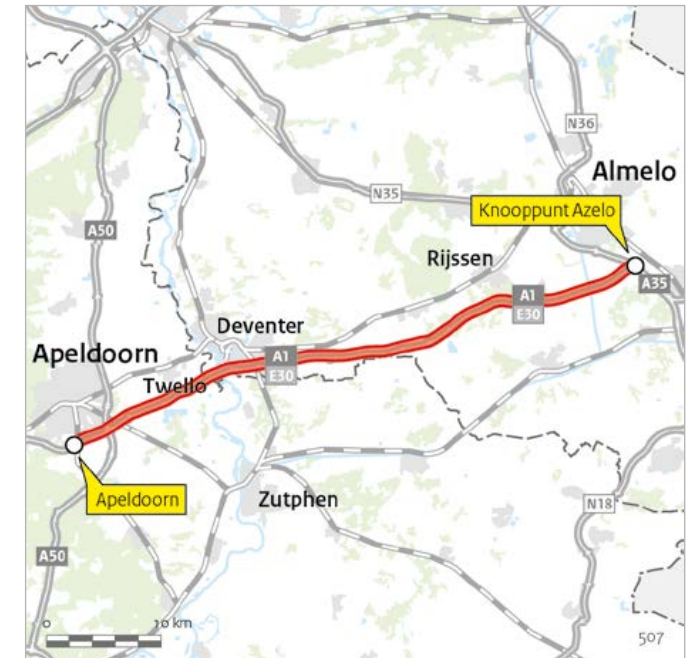 N36
Almelo
N35
Knooppunt Azelo
A50
Rijssen
A35
A1
E30
Deventer
A1
E30
Apeldoorn
Twello
Apeldoorn
Zutphen
N18
A50
0
10 km
507